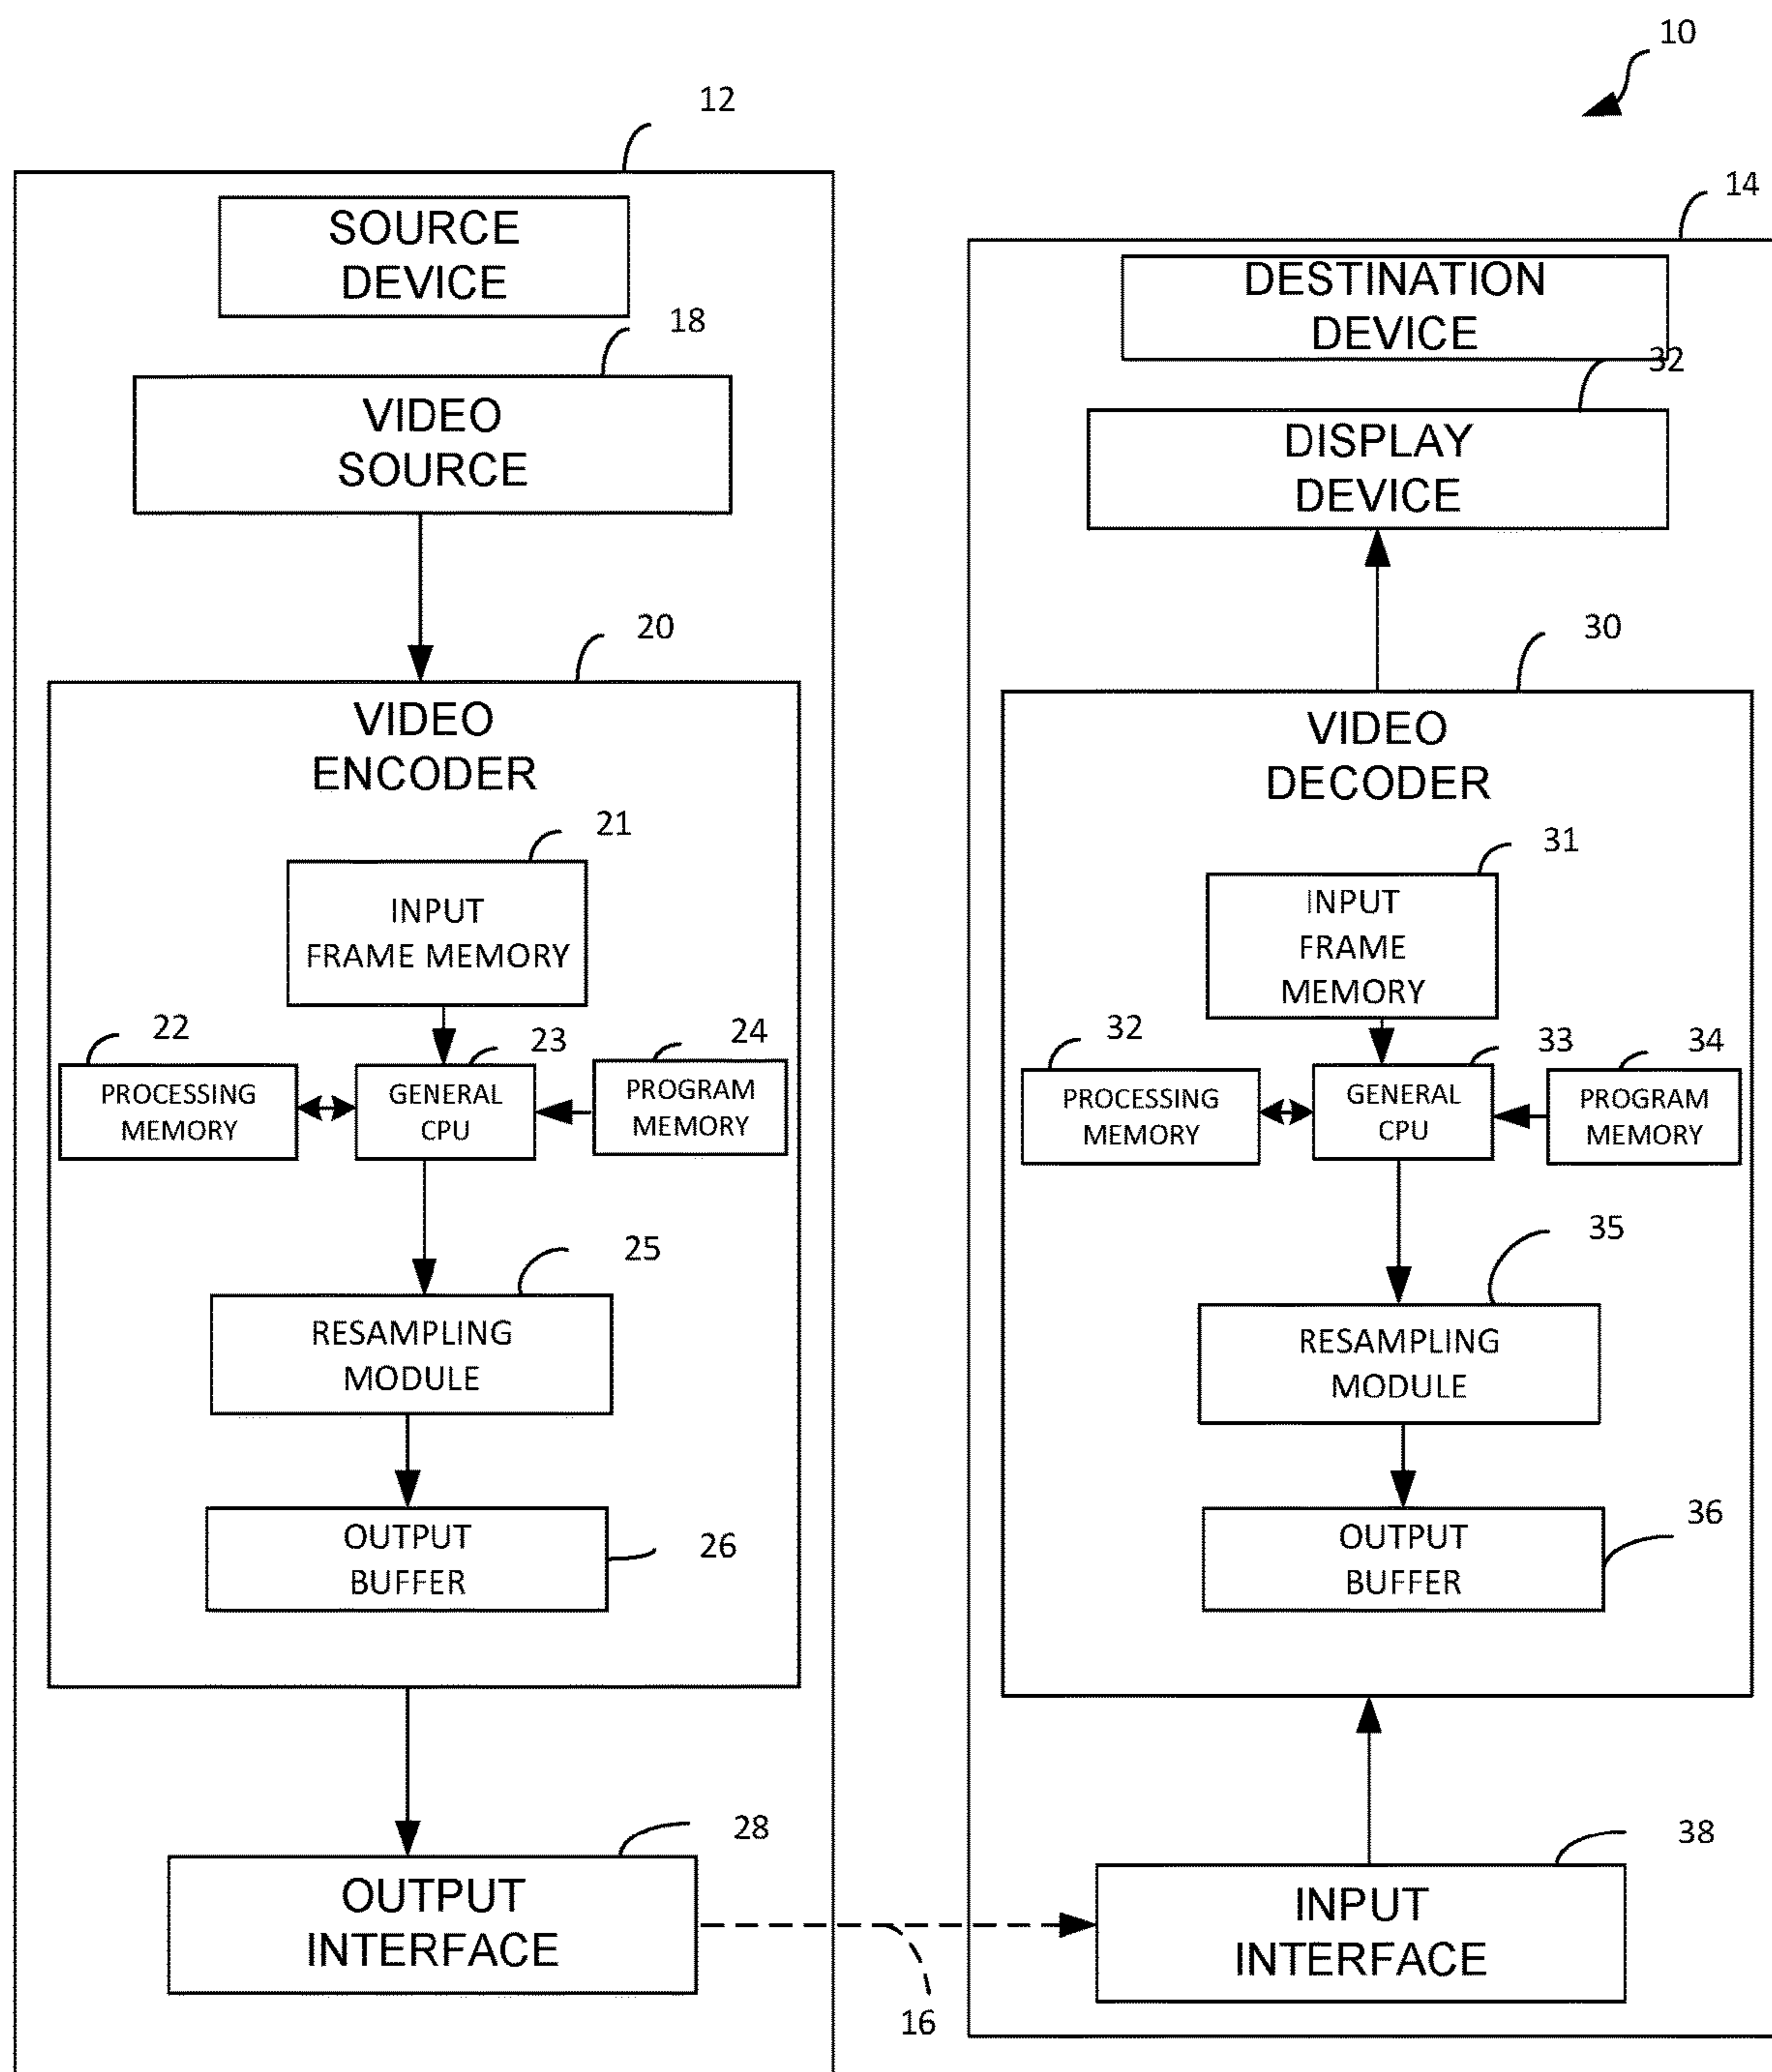 10
12
SOURCE
DEVICE
18
VIDEO
SOURCE
20
VIDEO
ENCODER
21
INPUT
FRAME MEMORY
22
23
24
PROCESSING
MEMORY
GENERAL
CPU
PROGRAM
MEMORY
25
RESAMPLING
MODULE
OUTPUT
BUFFER
26
28
OUTPUT
INTERFACE
16
14
DESTINATION
DEVICE
32
DISPLAY
DEVICE
30
VIDEO
DECODER
31
INPUT
FRAME
MEMORY
32
33
34
PROCESSING
MEMORY
GENERAL
CPU
PROGRAM
MEMORY
35
RESAMPLING
MODULE
36
OUTPUT
BUFFER
38
INPUT
INTERFACE